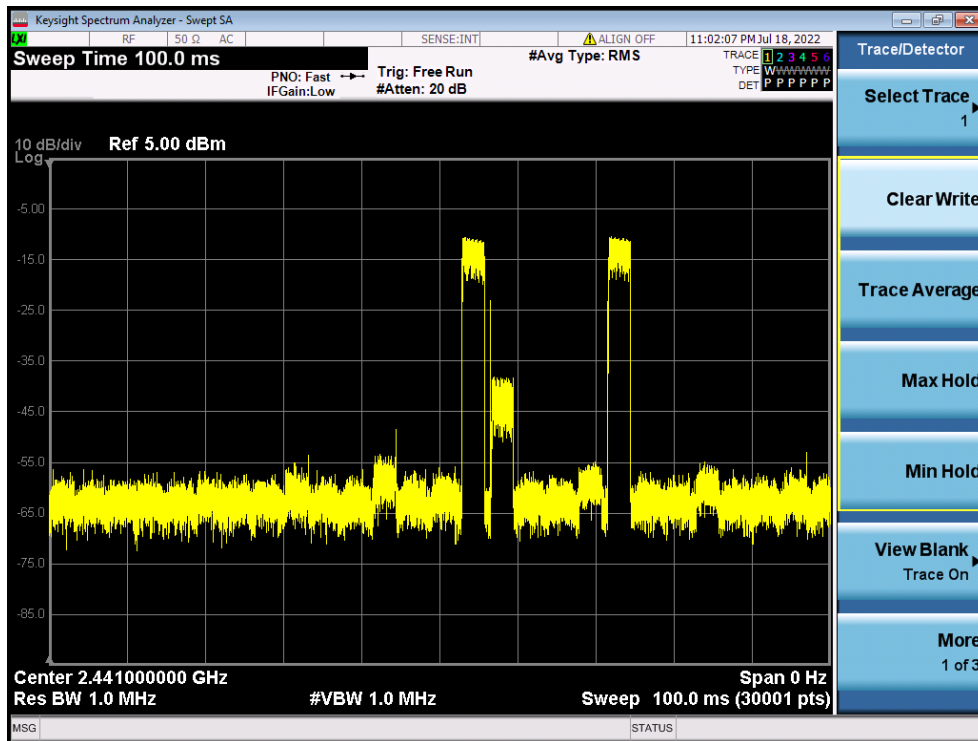 Keysight Spectrum Analyzer - Swept SA
LXI RF 50 Ω AC SENSE:INT ALIGN OFF 11:02:07 PM Jul 18, 2022
Sweep Time 100.0 ms
PNO: Fast
IFGain:Low
Trig: Free Run
#Atten: 20 dB
#Avg Type: RMS
TRACE 1 2 3 4 5 6
TYPE WWWWWW
DET P P P P P P
10 dB/div Ref 5.00 dBm
Log
-5.00
-15.0
-25.0
-35.0
-45.0
-55.0
-65.0
-75.0
-85.0
Center 2.441000000 GHz Span 0 Hz
Res BW 1.0 MHz #VBW 1.0 MHz Sweep 100.0 ms (30001 pts)
MSG STATUS
Trace/Detector
Select Trace
1
Clear Write
Trace Average
Max Hold
Min Hold
View Blank
Trace On
More
1 of 3